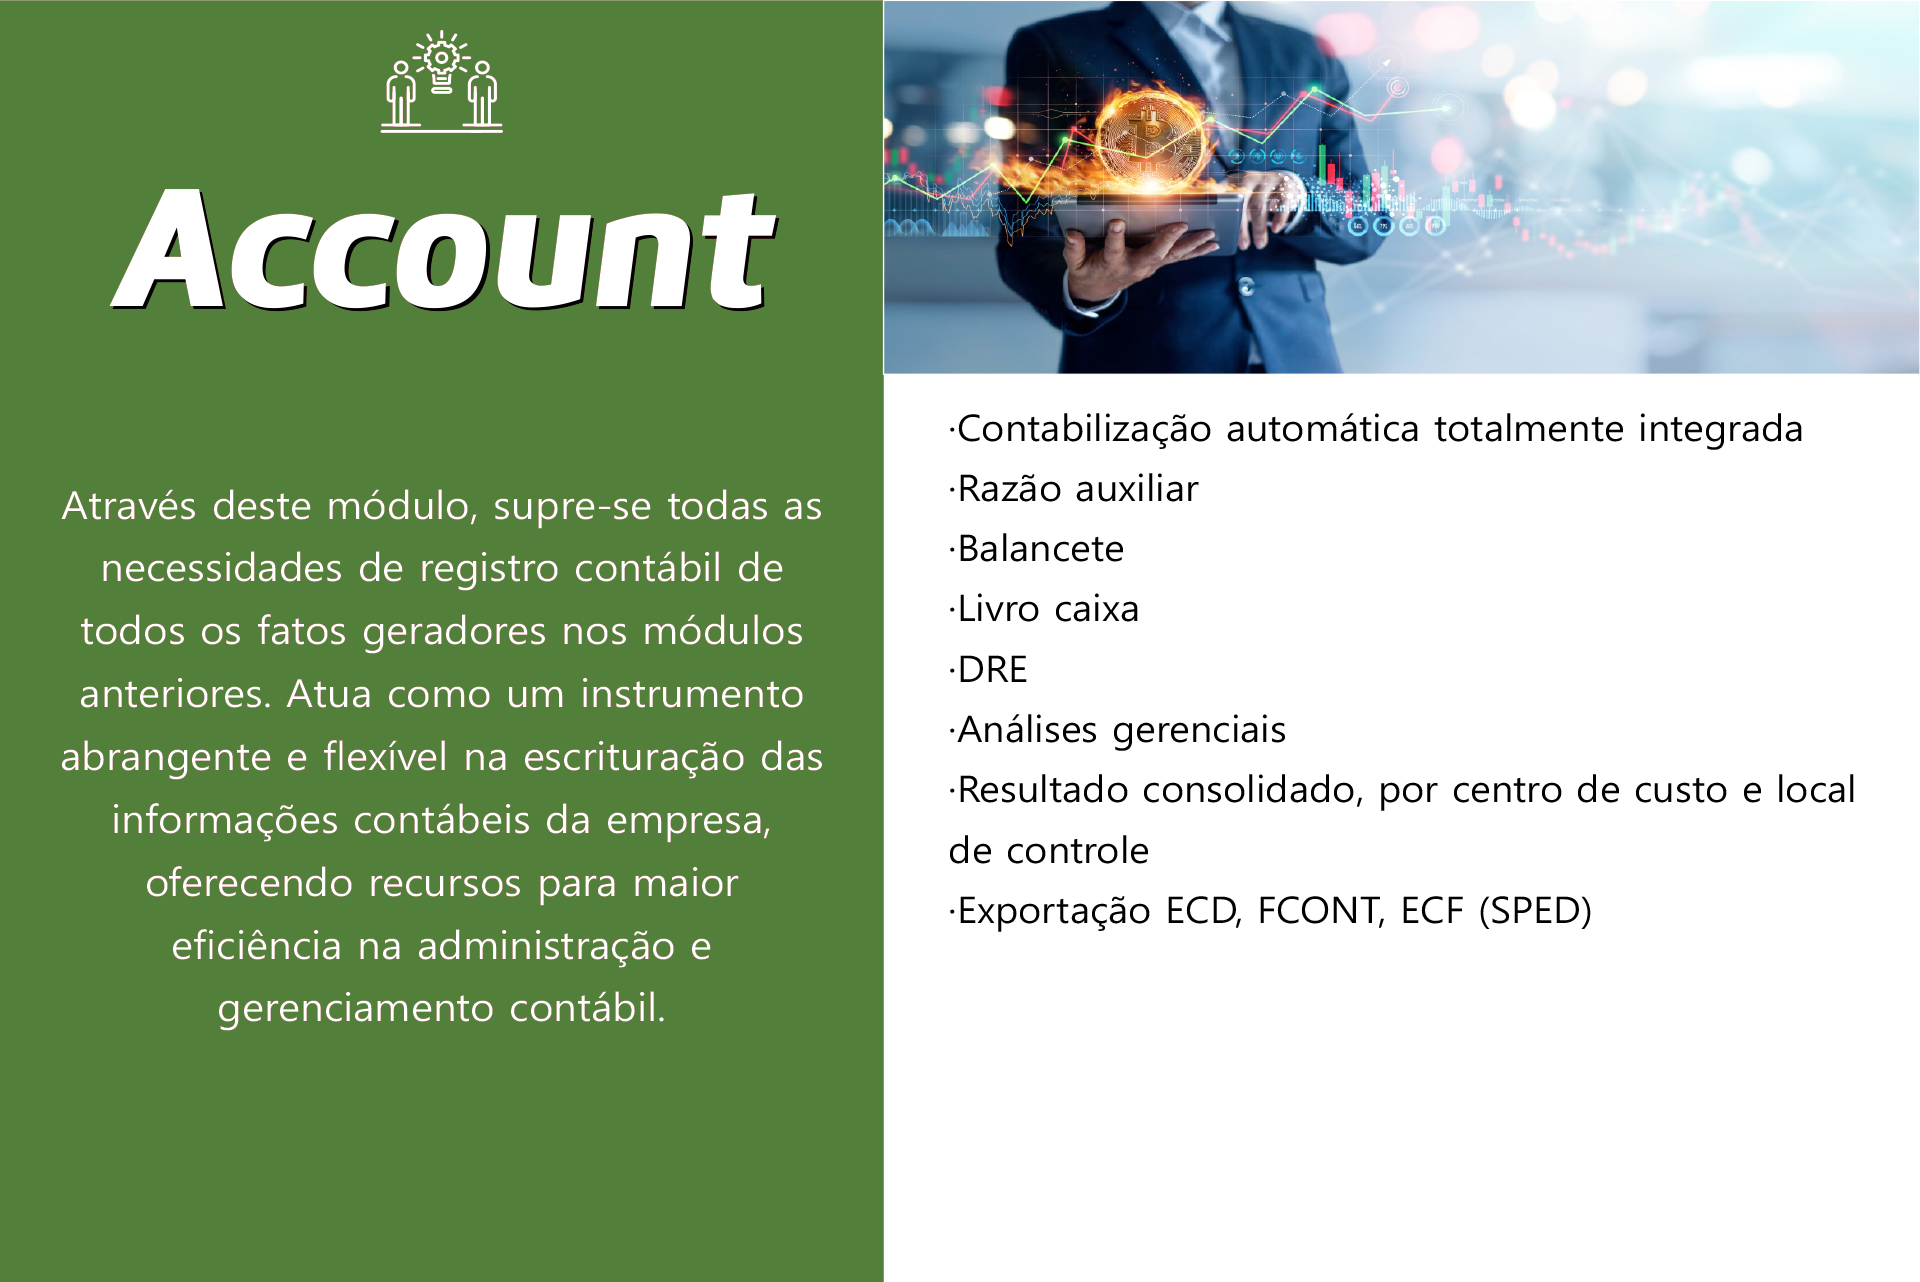 Account
Através deste módulo, supre-se todas as
necessidades de registro contábil de
todos os fatos geradores nos módulos
anteriores. Atua como um instrumento
abrangente e flexível na escrituração das
informações contábeis da empresa,
oferecendo recursos para maior
eficiência na administração e
gerenciamento contábil.
·Contabilização automática totalmente integrada
·Razão auxiliar
·Balancete
·Livro caixa
·DRE
·Análises gerenciais
·Resultado consolidado, por centro de custo e local
de controle
·Exportação ECD, FCONT, ECF (SPED)